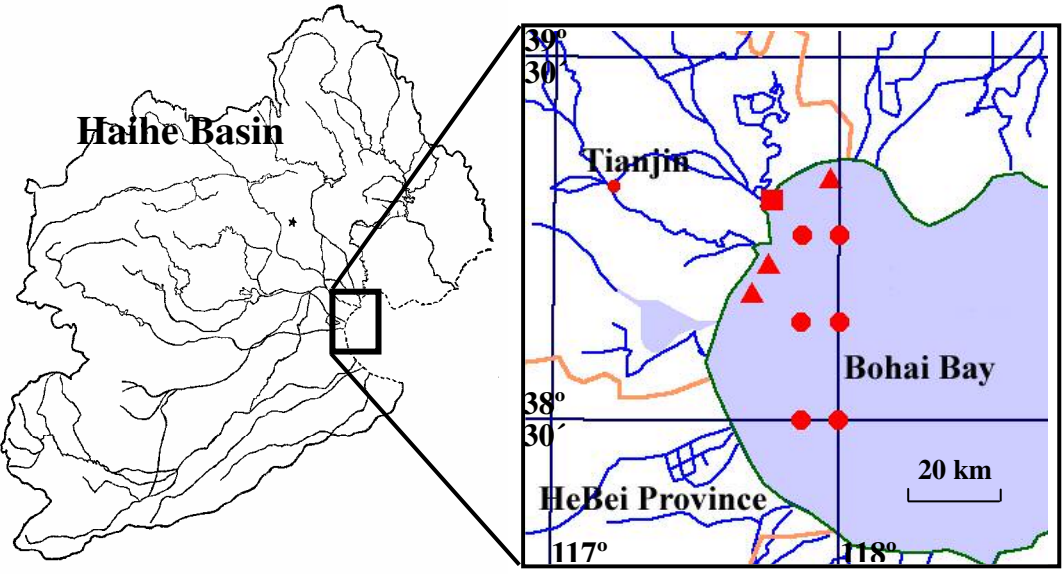 Haihe Basin
39º
30´
Tianjin
Bohai Bay
38º
30´
20 km
HeBei Province
117º
118º